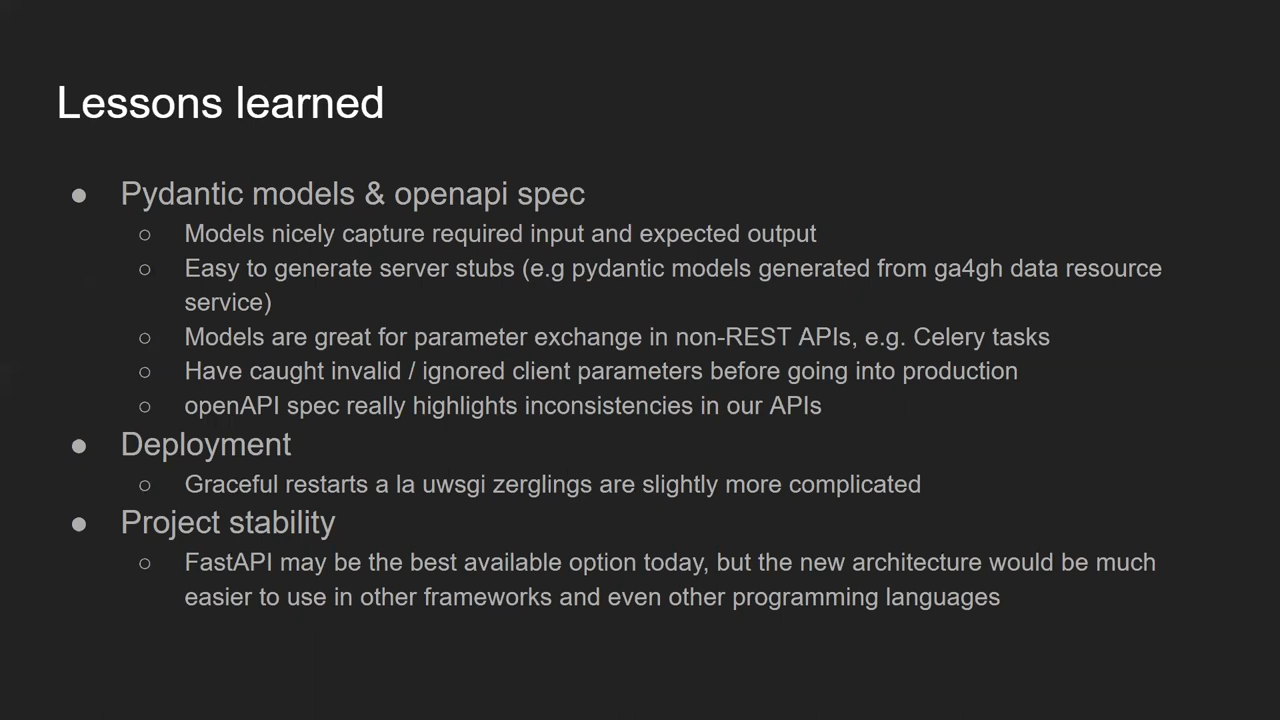 Lessons learned
● Pydantic models & openapi spec
○ Models nicely capture required input and expected output
○ Easy to generate server stubs (e.g pydantic models generated from ga4gh data resource
service)
○ Models are great for parameter exchange in non-REST APIs, e.g. Celery tasks
○ Have caught invalid / ignored client parameters before going into production
○ openAPI spec really highlights inconsistencies in our APIs
● Deployment
○ Graceful restarts a la uwsgi zerglings are slightly more complicated
● Project stability
○ FastAPI may be the best available option today, but the new architecture would be much
easier to use in other frameworks and even other programming languages